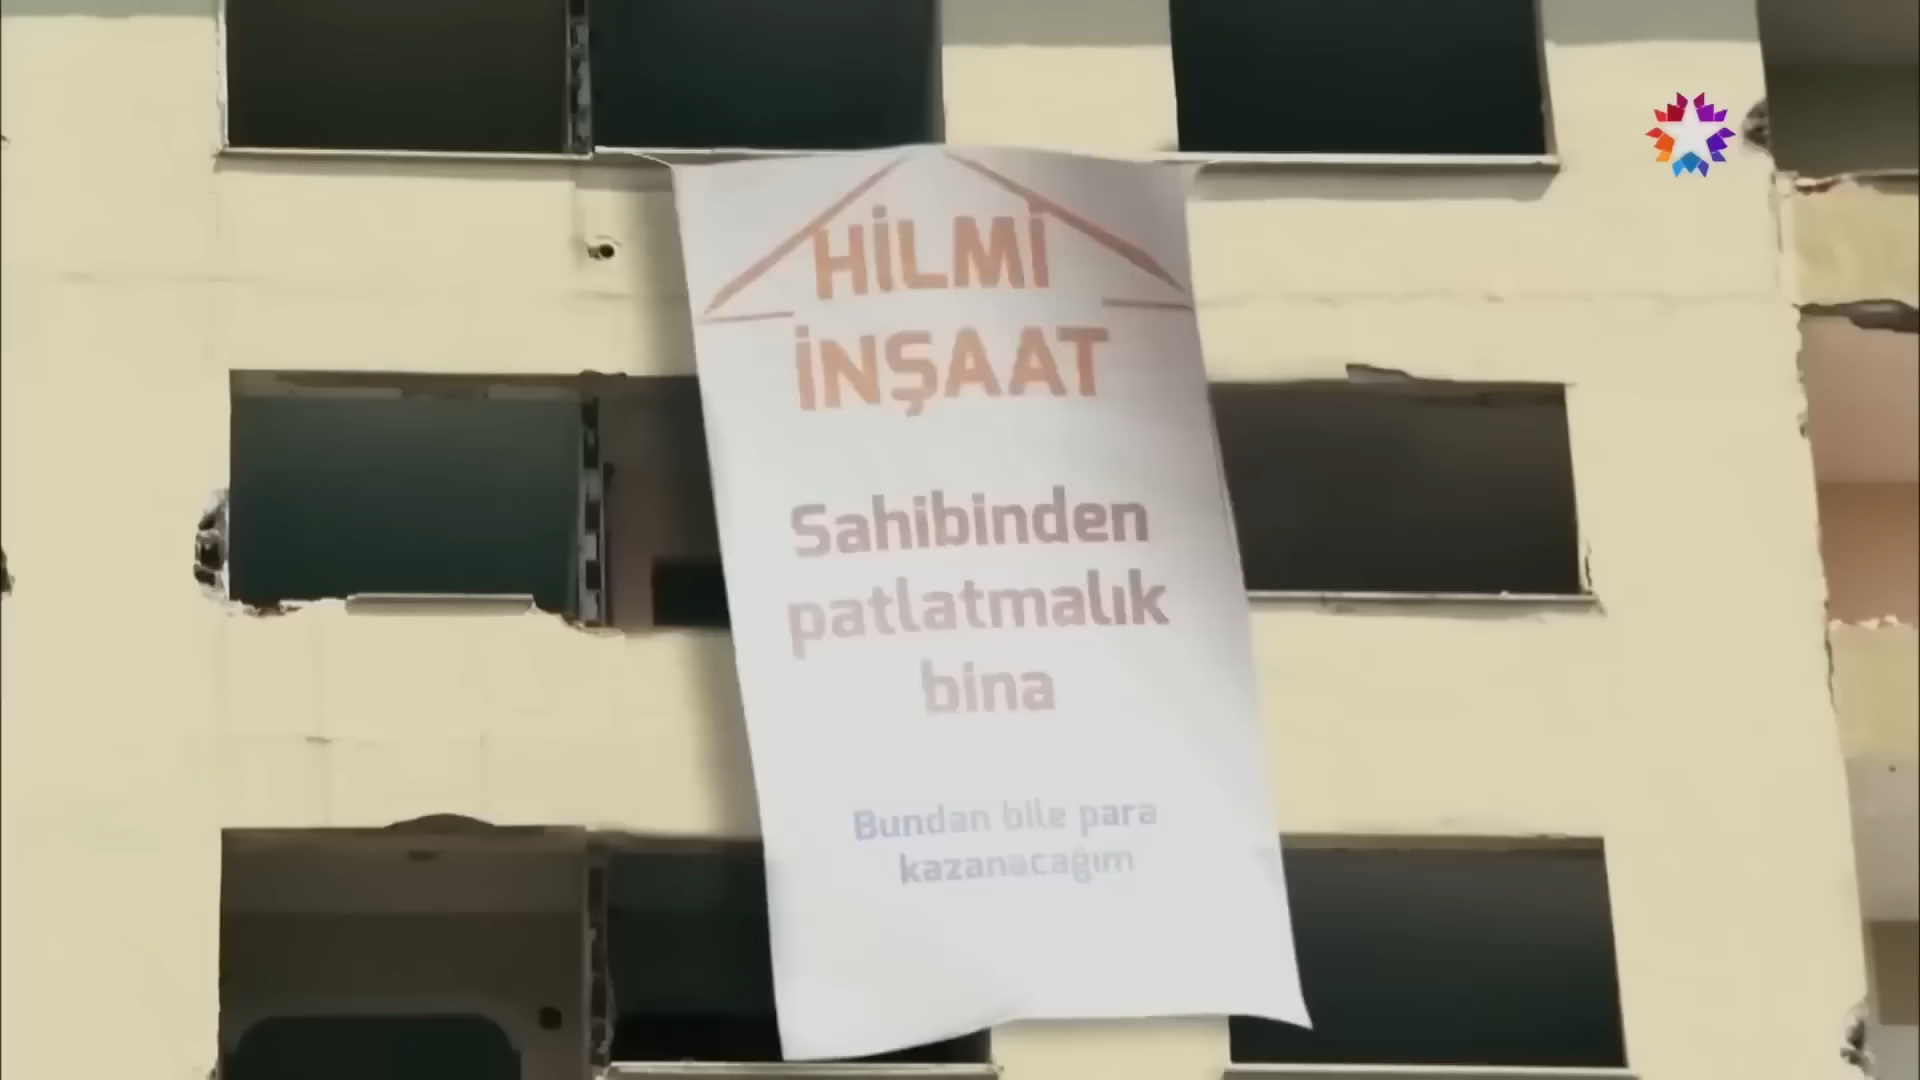 HİLMİ
İNŞAAT
Sahibinden
patlatmalık
bina
Bundan bile para
kazanacağım